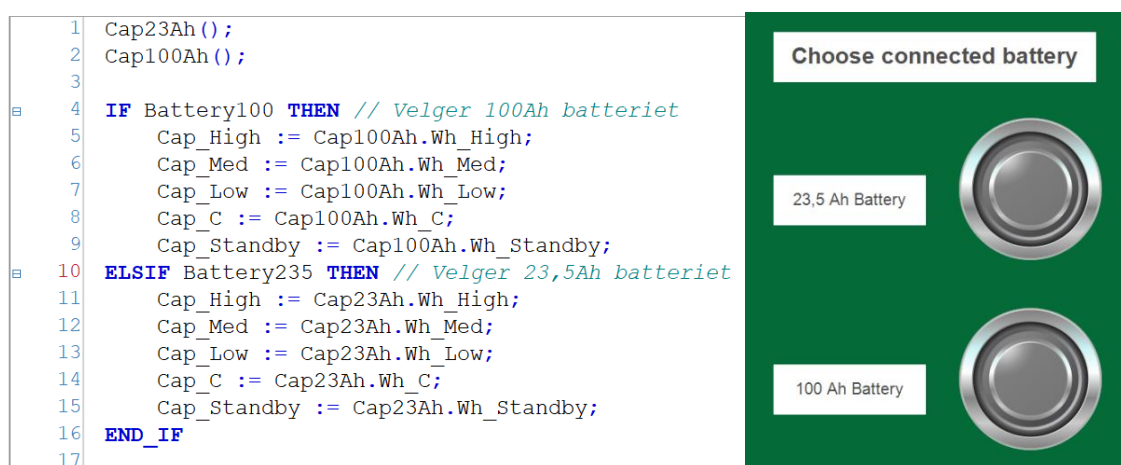 1 Cap23Ah();
2 Cap100Ah();
3
4 IF Battery100 THEN // Velger 100Ah batteriet
5 Cap_High := Cap100Ah.Wh_High;
6 Cap_Med := Cap100Ah.Wh_Med;
7 Cap_Low := Cap100Ah.Wh_Low;
8 Cap_C := Cap100Ah.Wh_C;
9 Cap_Standby := Cap100Ah.Wh_Standby;
10 ELSIF Battery235 THEN // Velger 23,5Ah batteriet
11 Cap_High := Cap23Ah.Wh_High;
12 Cap_Med := Cap23Ah.Wh_Med;
13 Cap_Low := Cap23Ah.Wh_Low;
14 Cap_C := Cap23Ah.Wh_C;
15 Cap_Standby := Cap23Ah.Wh_Standby;
16 END_IF
17
Choose connected battery
23,5 Ah Battery
100 Ah Battery